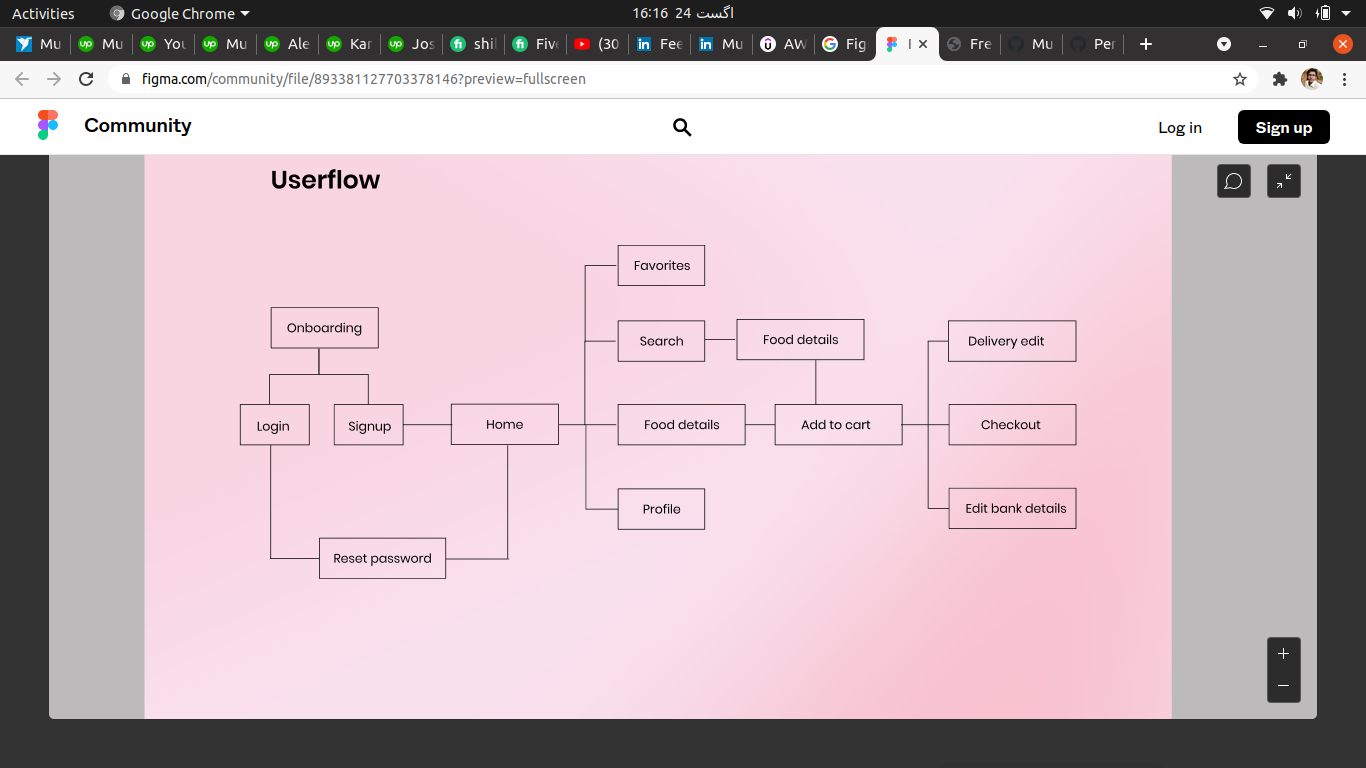 Activities
Google Chrome
اگست 24 16:16
Mu
Mu
You
Mu
Ale
Kar
Jos
shi
Five
(30
Fee
Mu
AW
Fig
Fre
Mu
Per
figma.com/community/file/893381127703378146?preview=fullscreen
Community
Log in
Sign up
Userflow
Favorites
Onboarding
Search
Food details
Delivery edit
Login
Signup
Home
Food details
Add to cart
Checkout
Profile
Edit bank details
Reset password